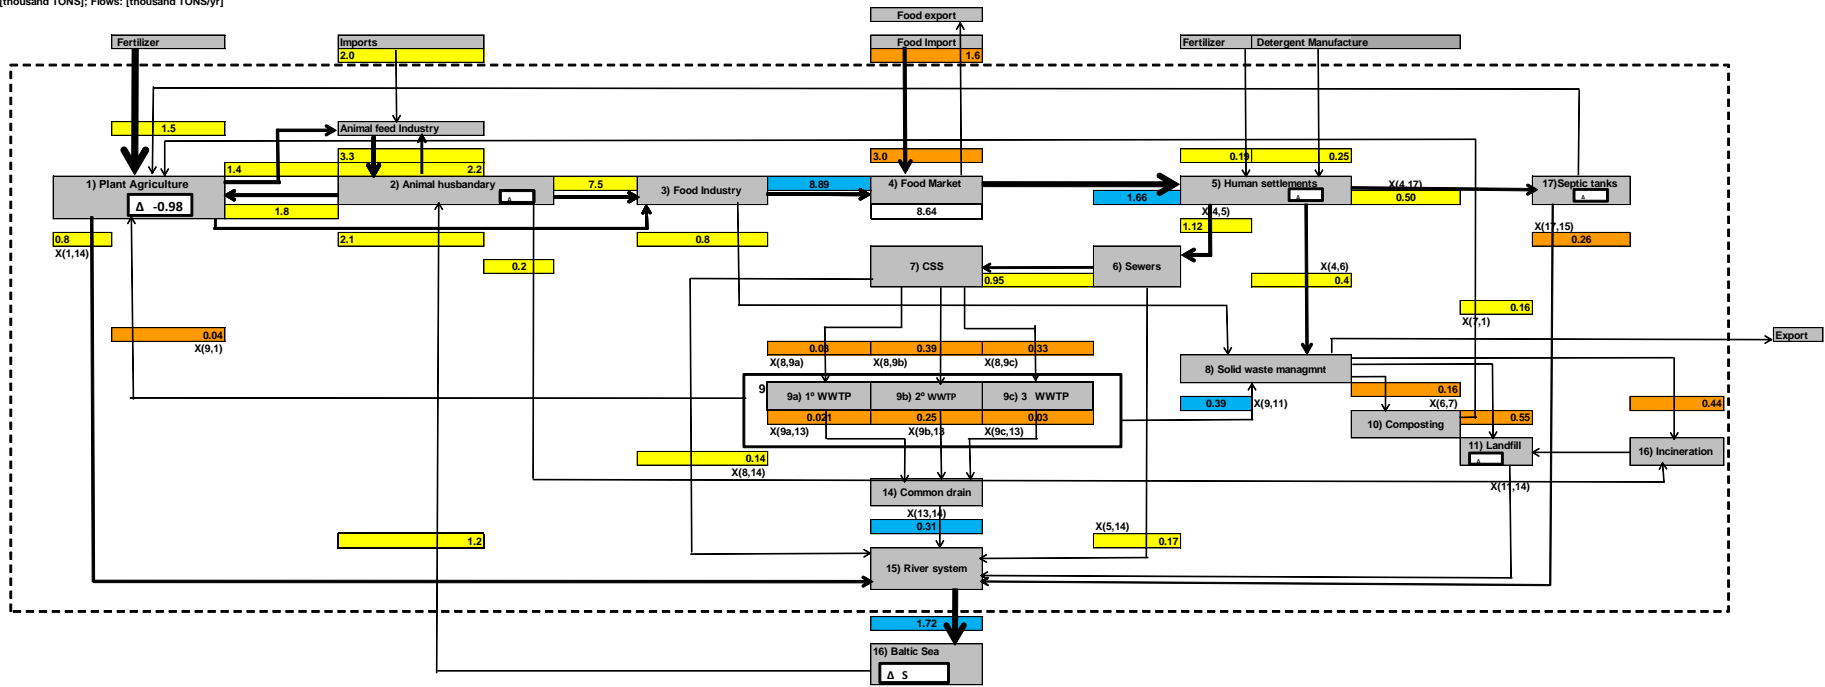 [thousand TONS]; Flows: [thousand TONS/yr]
Food export
Fertilizer
Imports
Food Import
Fertilizer
Detergent Manufacture
2.0
1.6
1.5
Animal feed Industry
3.3
3.0
0.19
0.25
1.4
2.2
1) Plant Agriculture
2) Animal husbandary
7.5
3) Food Industry
8.89
4) Food Market
5) Human settlements
X(4,17)
17)Septic tanks
Δ -0.98
Δ
1.66
Δ
0.50
Δ
1.8
8.64
X(4,5)
1.12
X(17,15)
0.8
2.1
0.8
0.26
X(1,14)
0.2
7) CSS
6) Sewers
X(4,6)
0.95
0.4
0.16
X(7,1)
0.04
X(9,1)
Export
0.03
0.39
0.33
X(8,9a)
X(8,9b)
X(8,9c)
8) Solid waste managmnt
9
9a) 1º WWTP
9b) 2º WWTP
9c) 3 WWTP
0.16
0.39
X(9,11)
X(6,7)
0.44
0.021
0.25
0.03
0.55
X(9a,13)
X(9b,13
X(9c,13)
10) Composting
11) Landfill
16) Incineration
Δ
0.14
X(8,14)
X(11,14)
14) Common drain
X(13,14)
0.31
X(5,14)
1.2
0.17
15) River system
1.72
16) Baltic Sea
Δ S